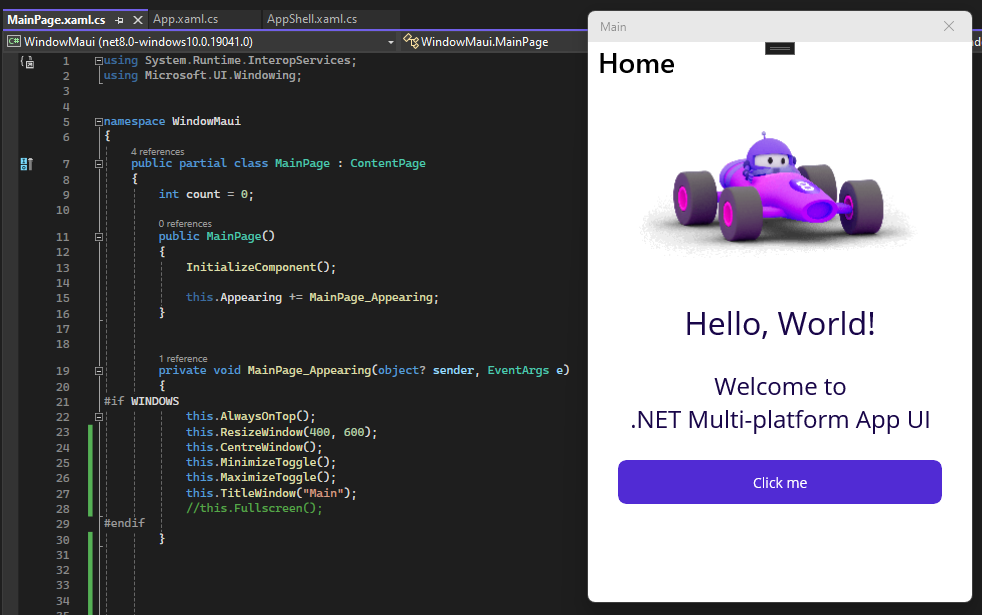 MainPage.xaml.cs
App.xaml.cs
AppShell.xaml.cs
C# WindowMaui (net8.0-windows10.0.19041.0)
WindowMaui.MainPage
1 using System.Runtime.InteropServices;
2 using Microsoft.UI.Windowing;
3
4
5 namespace WindowMaui
6 {
4 references
7 public partial class MainPage : ContentPage
8 {
9 int count = 0;
10
0 references
11 public MainPage()
12 {
13 InitializeComponent();
14
15 this.Appearing += MainPage_Appearing;
16 }
17
18
1 reference
19 private void MainPage_Appearing(object? sender, EventArgs e)
20 {
21 #if WINDOWS
22 this.AlwaysOnTop();
23 this.ResizeWindow(400, 600);
24 this.CentreWindow();
25 this.MinimizeToggle();
26 this.MaximizeToggle();
27 this.TitleWindow("Main");
28 //this.Fullscreen();
29 #endif
30 }
31
32
33
34
Main
Home
Hello, World!
Welcome to
.NET Multi-platform App UI
Click me